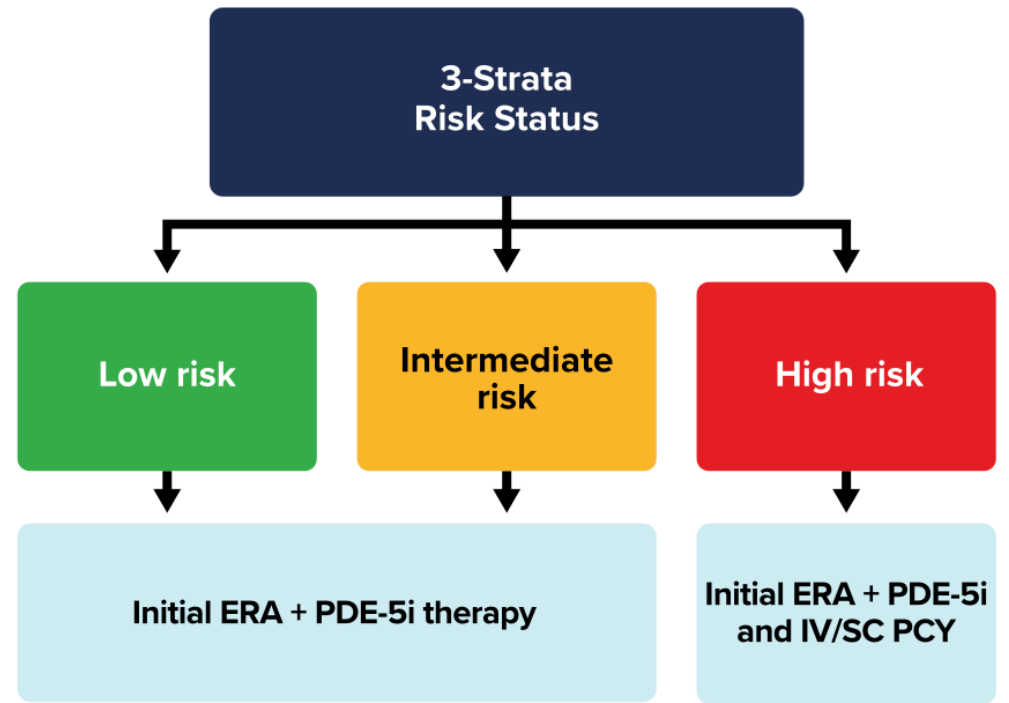 3-Strata
Risk Status
Low risk
Intermediate
risk
High risk
Initial ERA + PDE-5i therapy
Initial ERA + PDE-5i
and IV/SC PCY